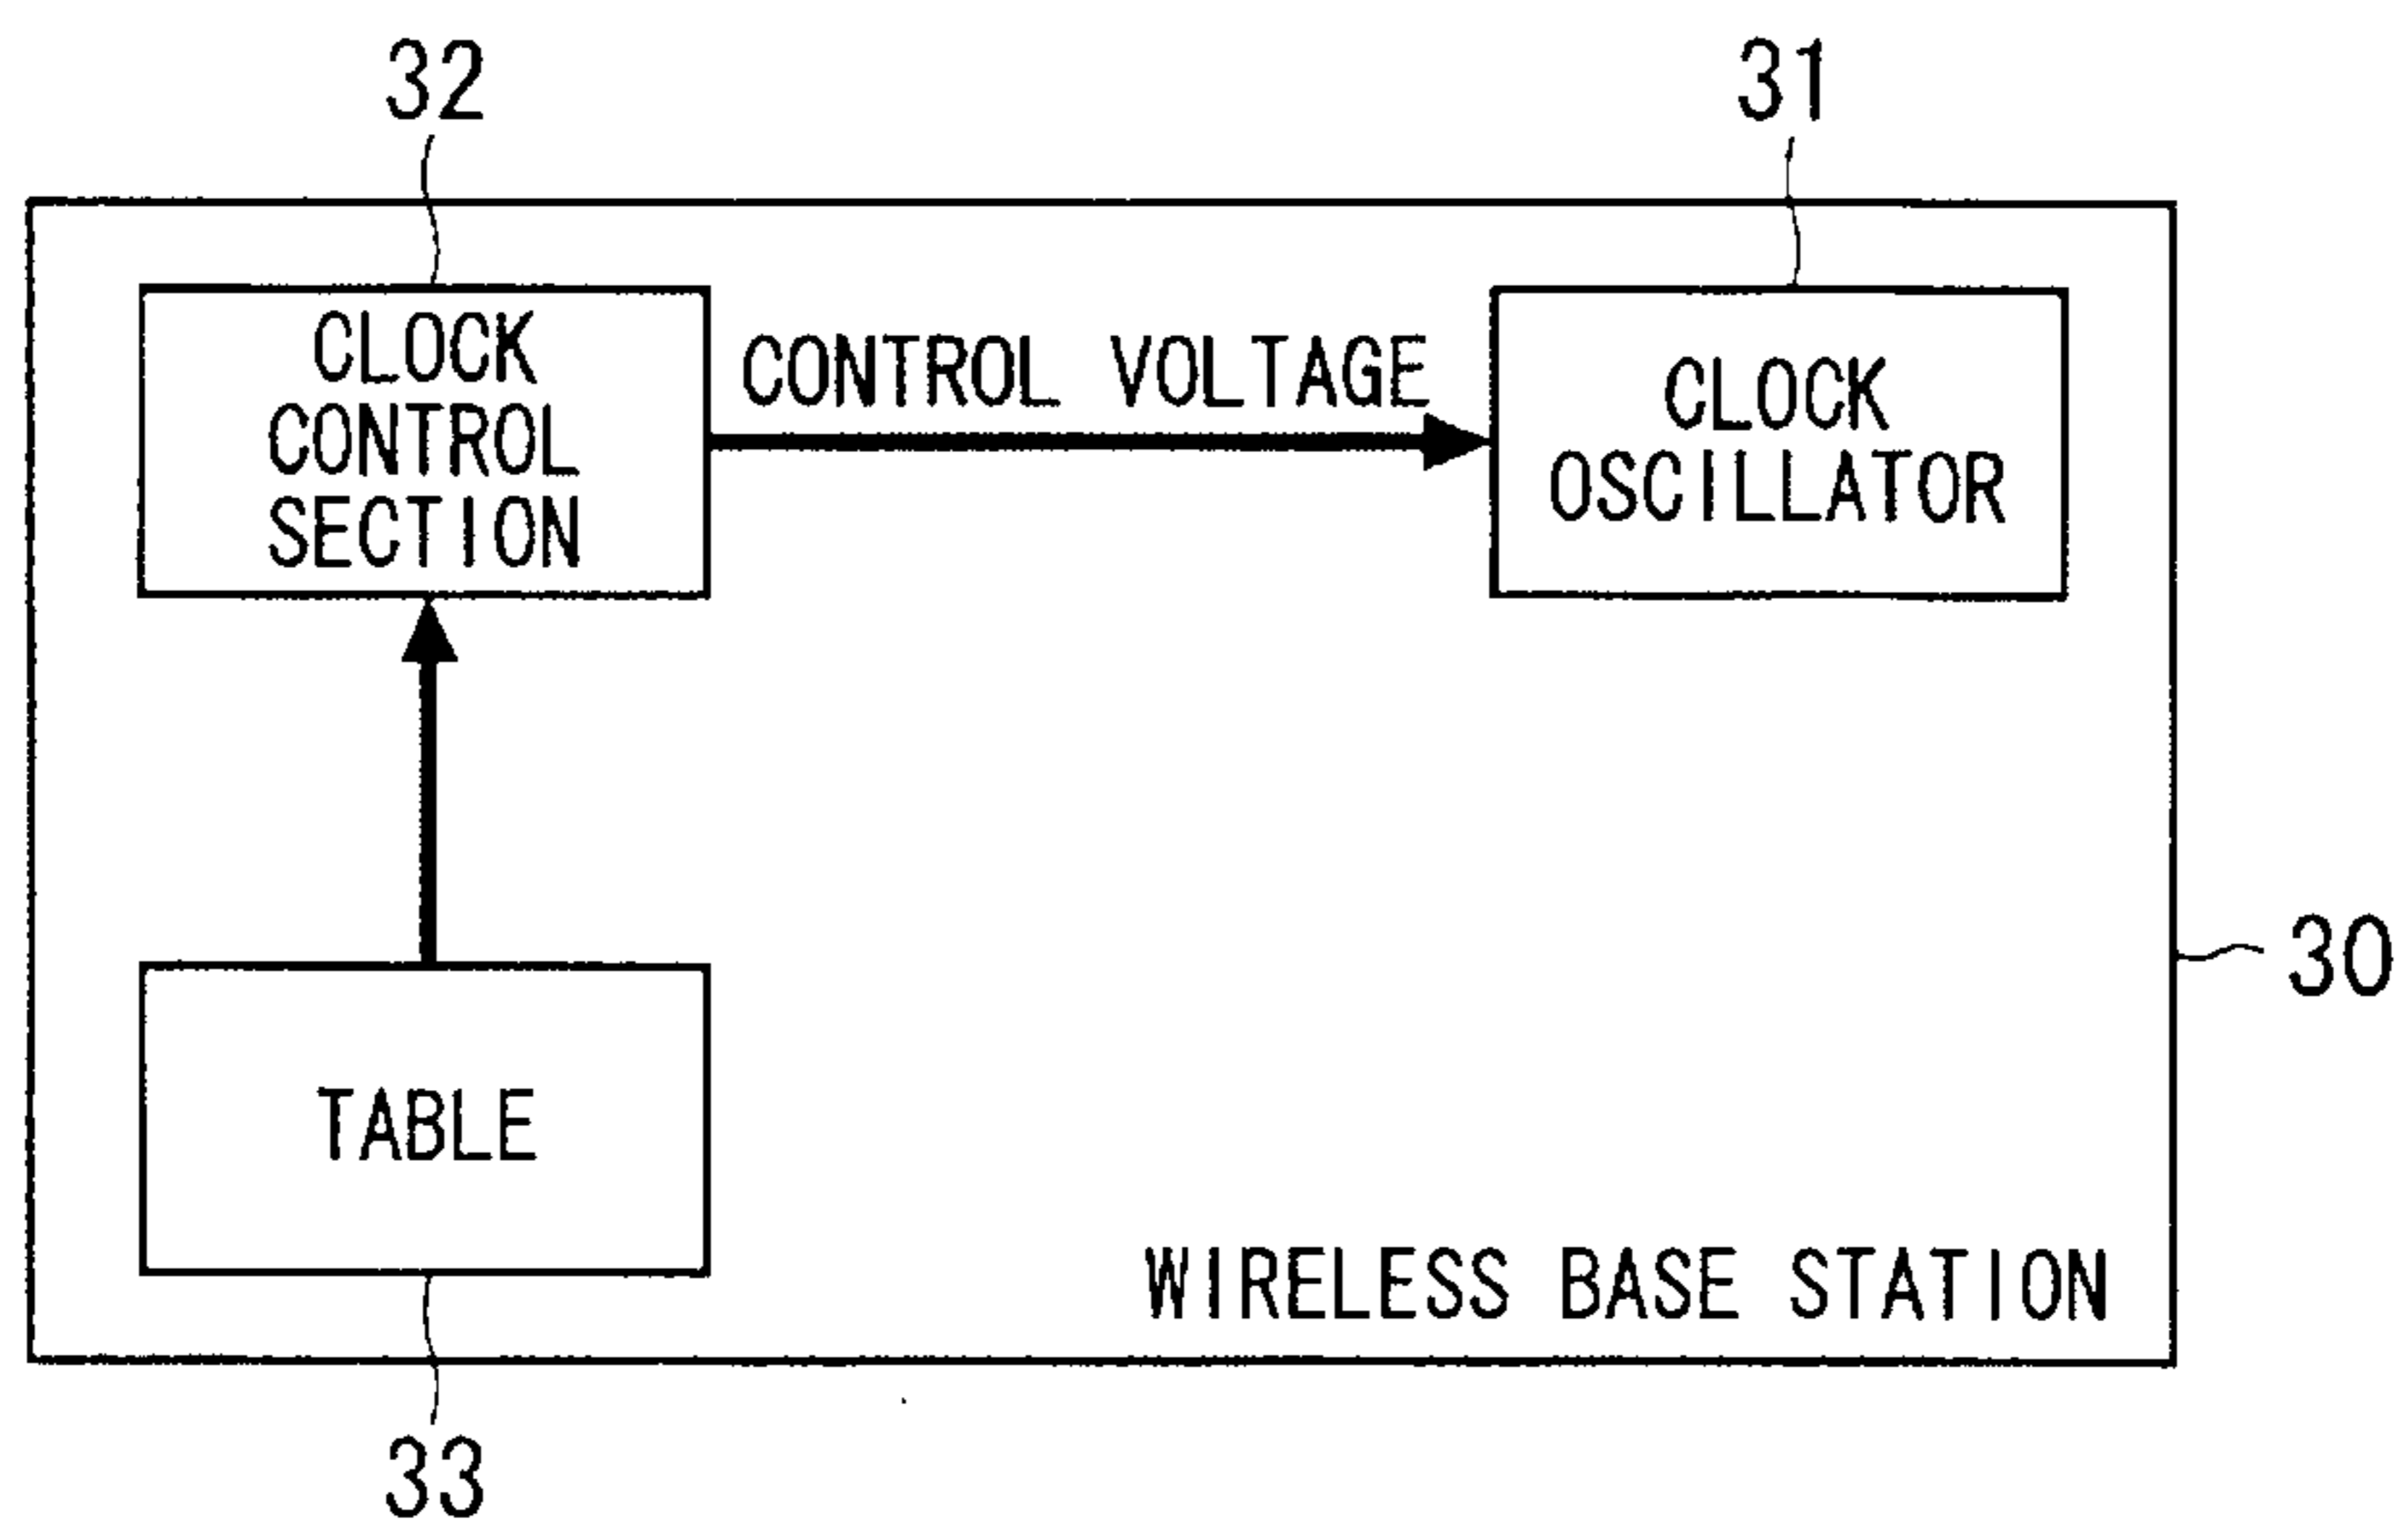 32
31
CLOCK
CONTROL
SECTION
CONTROL VOLTAGE
CLOCK
OSCILLATOR
30
TABLE
WIRELESS BASE STATION
33